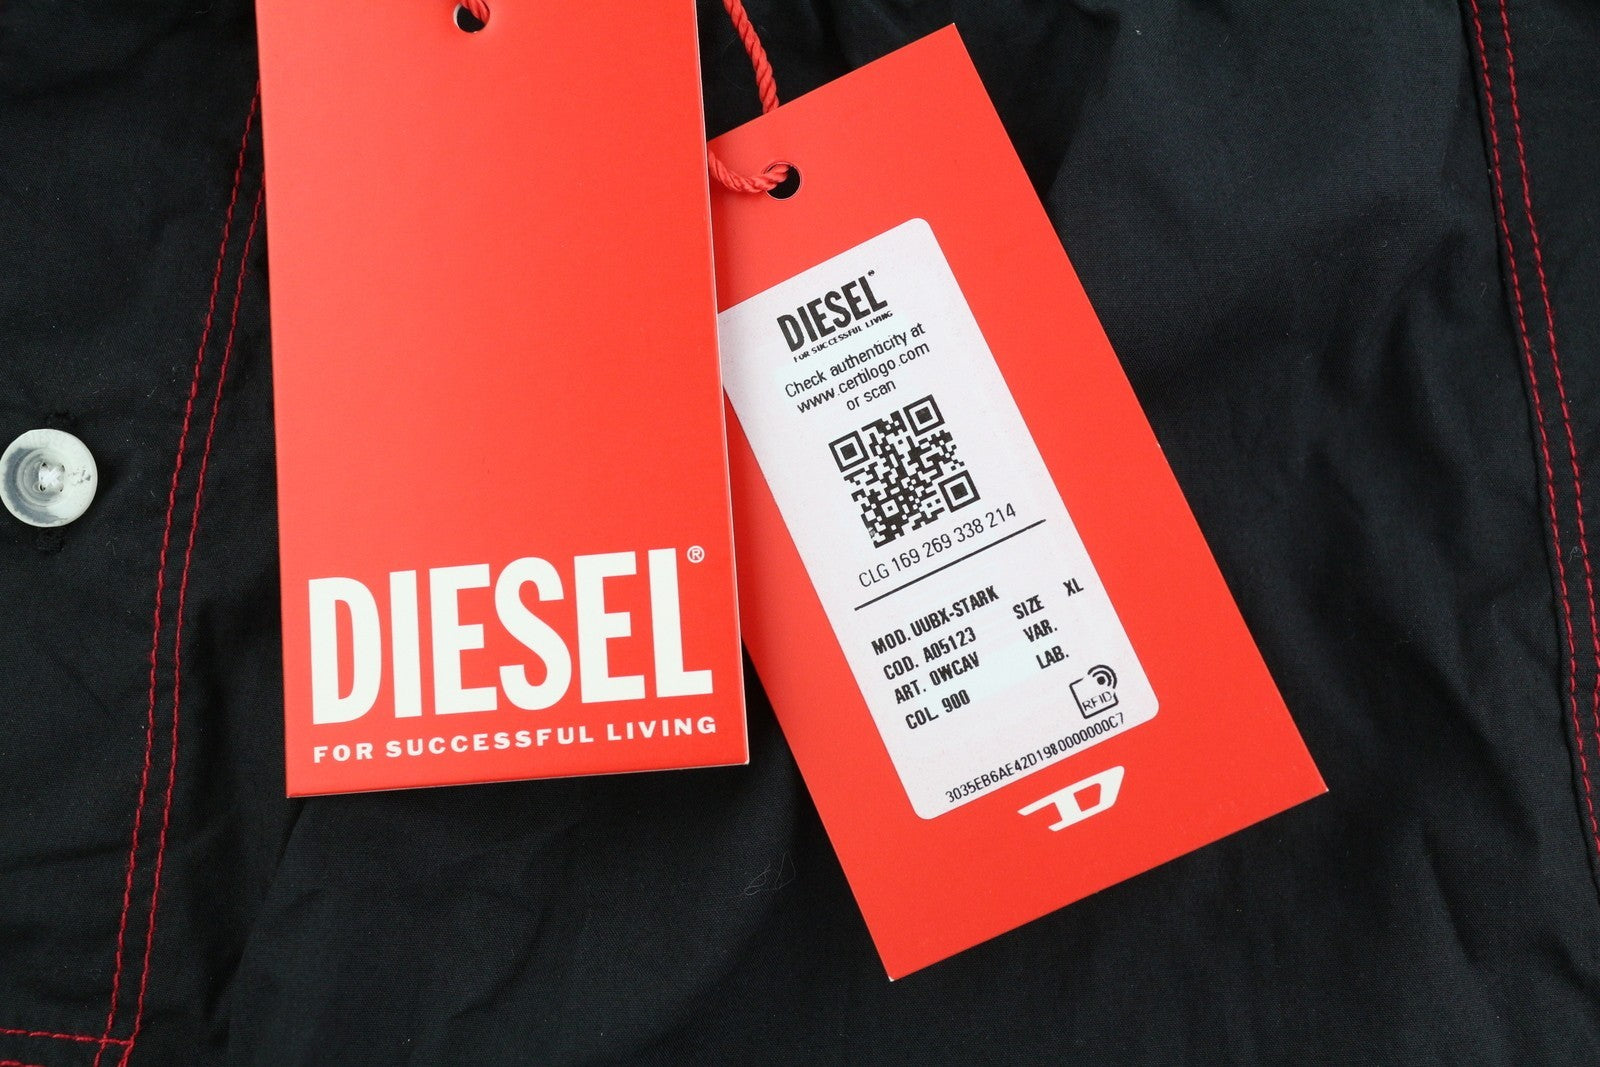 DIESEL®
FOR SUCCESSFUL LIVING
DIESEL®
FOR SUCCESSFUL LIVING
Check authenticity at
www.certilogo.com
or scan
CLG 169 269 338 214
MOD. UUBX-STARK SIZE XL
COD. A05123 VAR.
ART. 0WCAV LAB.
COL. 900
RFID
3035EB6AE42D1980000000C7
D